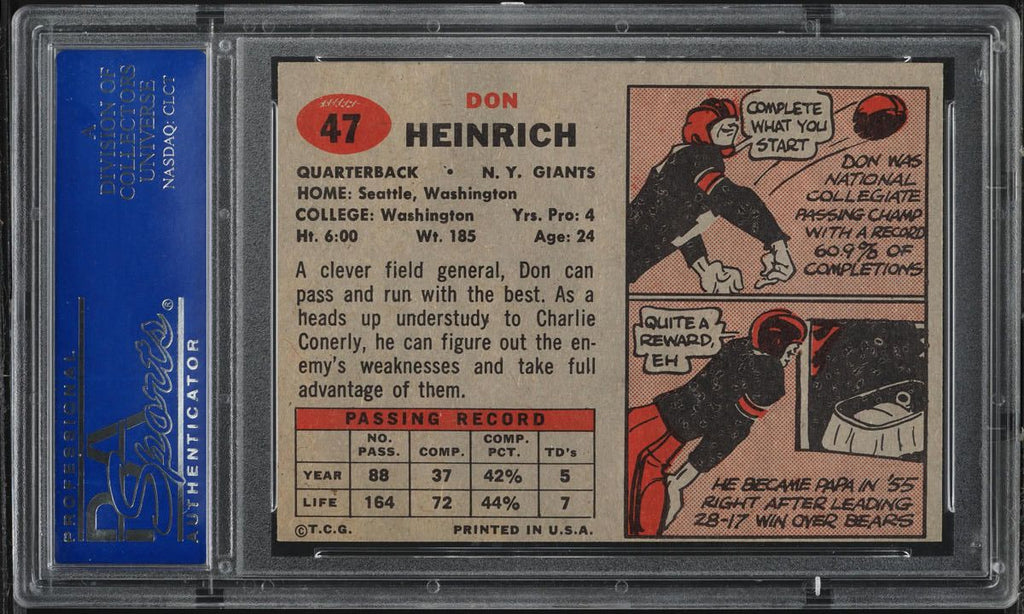 A
DIVISION OF
COLLECTORS
UNIVERSE
NASDAQ: CLCT
PROFESSIONAL
PSA
Sports®
AUTHENTICATOR
47
DON
HEINRICH
QUARTERBACK • N. Y. GIANTS
HOME: Seattle, Washington
COLLEGE: Washington Yrs. Pro: 4
Ht. 6:00 Wt. 185 Age: 24
A clever field general, Don can
pass and run with the best. As a
heads up understudy to Charlie
Conerly, he can figure out the en-
emy's weaknesses and take full
advantage of them.
PASSING RECORD
NO. PASS. COMP. COMP. PCT. TD's
YEAR 88 37 42% 5
LIFE 164 72 44% 7
©T.C.G. PRINTED IN U.S.A.
COMPLETE
WHAT YOU
START
DON WAS
NATIONAL
COLLEGIATE
PASSING CHAMP
WITH A RECORD
60.9% OF
COMPLETIONS
QUITE A
REWARD,
EH
HE BECAME PAPA IN '55
RIGHT AFTER LEADING
28-17 WIN OVER BEARS